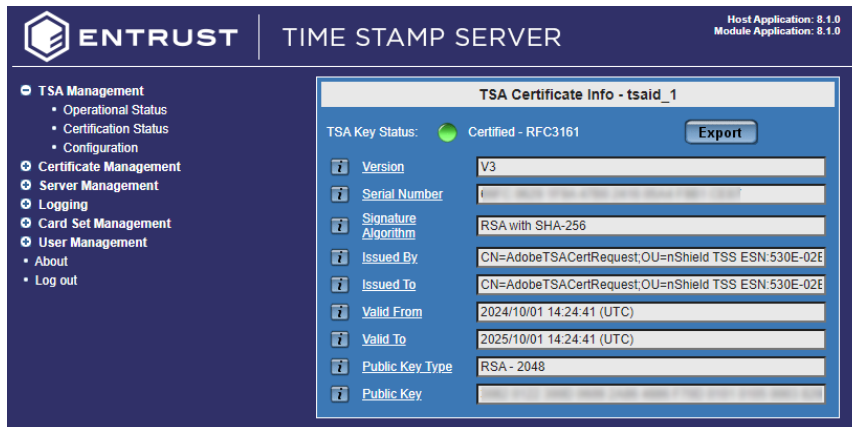 ENTRUST
TIME STAMP SERVER
Host Application: 8.1.0
Module Application: 8.1.0
TSA Management
• Operational Status
• Certification Status
• Configuration
Certificate Management
Server Management
Logging
Card Set Management
User Management
• About
• Log out
TSA Certificate Info - tsaid_1
TSA Key Status: Certified - RFC3161 Export
i Version V3
i Serial Number
i Signature Algorithm RSA with SHA-256
i Issued By CN=AdobeTSACertRequest;OU=nShield TSS ESN:530E-02E
i Issued To CN=AdobeTSACertRequest;OU=nShield TSS ESN:530E-02E
i Valid From 2024/10/01 14:24:41 (UTC)
i Valid To 2025/10/01 14:24:41 (UTC)
i Public Key Type RSA - 2048
i Public Key